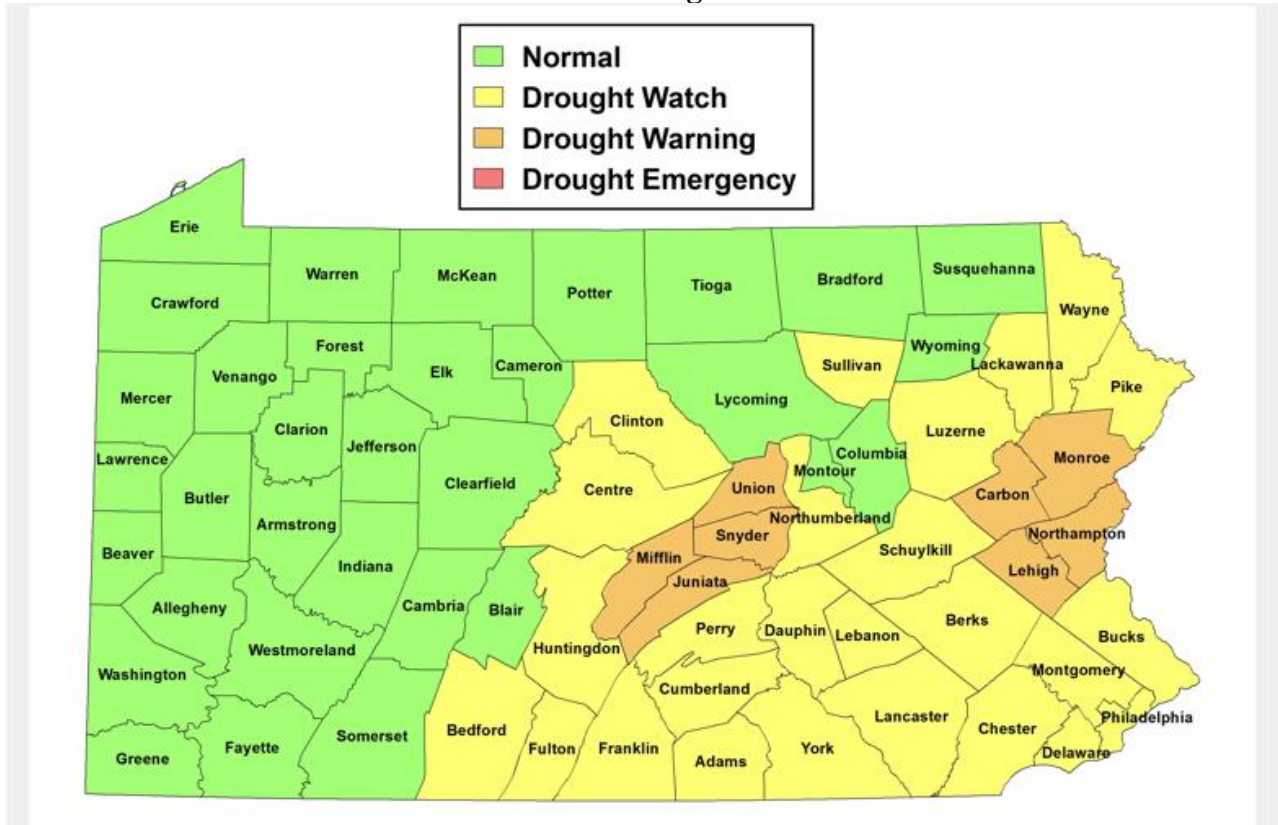 Normal
Drought Watch
Drought Warning
Drought Emergency
Erie
Warren
McKean
Potter
Tioga
Bradford
Susquehanna
Crawford
Wayne
Forest
Elk
Cameron
Sullivan
Wyoming
Lackawanna
Venango
Pike
Mercer
Lycoming
Clarion
Clinton
Luzerne
Jefferson
Columbia
Lawrence
Monroe
Montour
Butler
Clearfield
Centre
Union
Carbon
Armstrong
Northumberland
Snyder
Northampton
Beaver
Indiana
Mifflin
Schuylkill
Juniata
Lehigh
Allegheny
Cambria
Blair
Perry
Dauphin
Lebanon
Berks
Bucks
Westmoreland
Huntingdon
Washington
Montgomery
Cumberland
Lancaster
Philadelphia
Greene
Fayette
Somerset
Bedford
Fulton
Franklin
Adams
York
Chester
Delaware